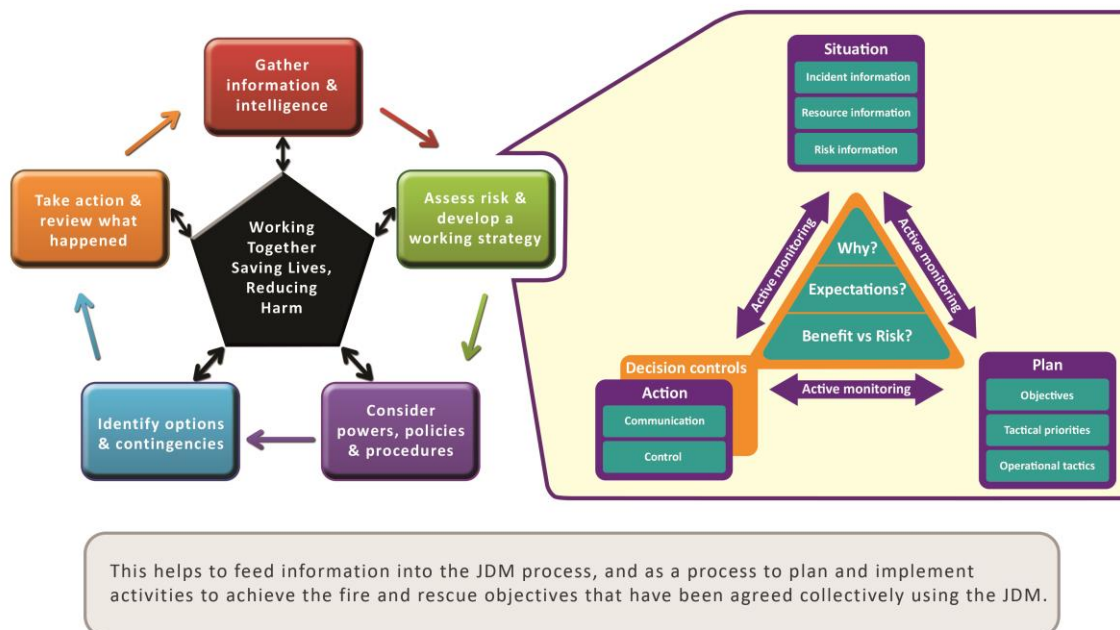 Gather
information &
intelligence
Take action &
review what
happened
Assess risk &
develop a
working strategy
Working
Together
Saving Lives,
Reducing
Harm
Identify options
& contingencies
Consider
powers, policies
& procedures
Situation
Incident information
Resource information
Risk information
Active monitoring
Active monitoring
Why?
Expectations?
Benefit vs Risk?
Decision controls
Action
Communication
Control
Active monitoring
Plan
Objectives
Tactical priorities
Operational tactics
This helps to feed information into the JDM process, and as a process to plan and implement
activities to achieve the fire and rescue objectives that have been agreed collectively using the JDM.